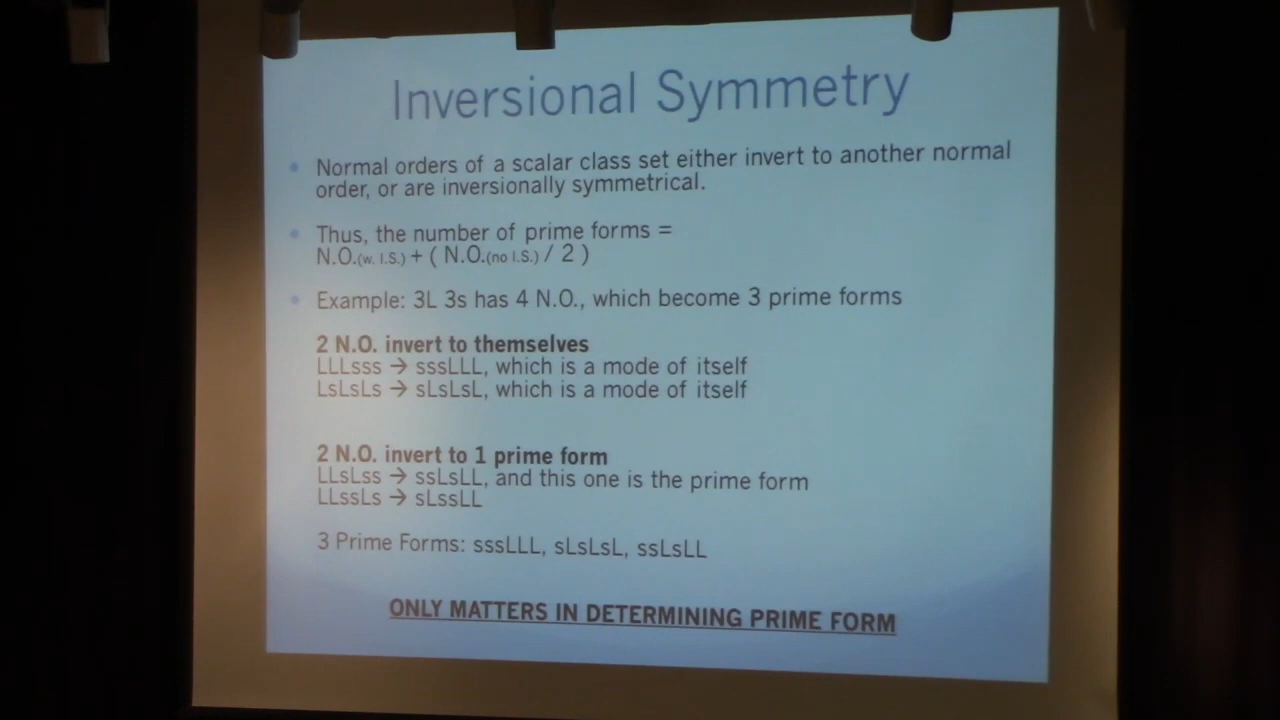 Inversional Symmetry
• Normal orders of a scalar class set either invert to another normal
order, or are inversionally symmetrical.
• Thus, the number of prime forms =
N.O.(w. I.S.) + ( N.O.(no I.S.) / 2 )
• Example: 3L 3s has 4 N.O., which become 3 prime forms
2 N.O. invert to themselves
LLLsss → sssLLL, which is a mode of itself
LsLsLs → sLsLsL, which is a mode of itself
2 N.O. invert to 1 prime form
LLsLss → ssLsLL, and this one is the prime form
LLssLs → sLssLL
3 Prime Forms: sssLLL, sLsLsL, ssLsLL
ONLY MATTERS IN DETERMINING PRIME FORM